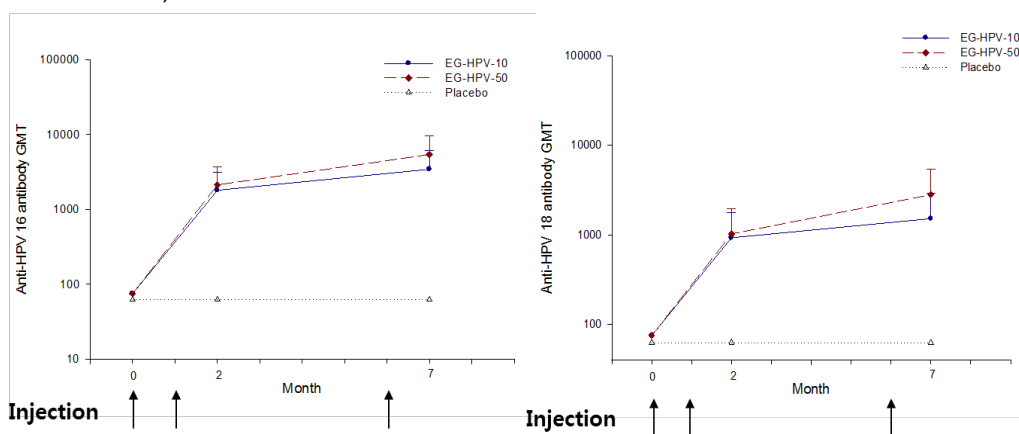 EG-HPV-10
EG-HPV-50
Placebo
100000
10000
1000
100
10
Anti-HPV 16 antibody GMT
0
2
7
Month
Injection
EG-HPV-10
EG-HPV-50
Placebo
100000
10000
1000
100
Anti-HPV 18 antibody GMT
0
2
7
Month
Injection